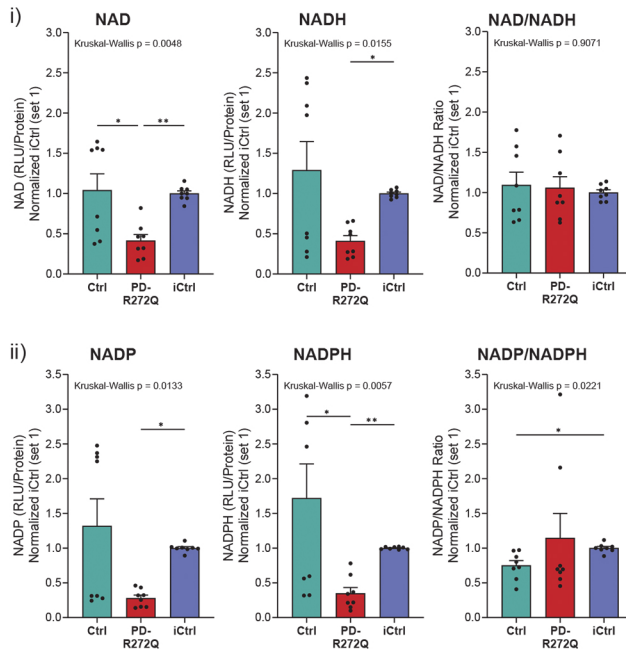 i)
NAD
Kruskal-Wallis p = 0.0048
*
**
NAD (RLU/Protein)
Normalized iCtrl (set 1)
3.0
2.5
2.0
1.5
1.0
0.5
0.0
Ctrl
PD-
R272Q
iCtrl
NADH
Kruskal-Wallis p = 0.0155
*
NADH (RLU/Protein)
Normalized iCtrl (set 1)
3.0
2.5
2.0
1.5
1.0
0.5
0.0
Ctrl
PD-
R272Q
iCtrl
NAD/NADH
Kruskal-Wallis p = 0.9071
NAD/NADH Ratio
Normalized iCtrl (set 1)
3.0
2.5
2.0
1.5
1.0
0.5
0.0
Ctrl
PD-
R272Q
iCtrl
ii)
NADP
Kruskal-Wallis p = 0.0133
*
NADP (RLU/Protein)
Normalized iCtrl (set 1)
3.5
3.0
2.5
2.0
1.5
1.0
0.5
0.0
Ctrl
PD-
R272Q
iCtrl
NADPH
Kruskal-Wallis p = 0.0057
*
**
NADPH (RLU/Protein)
Normalized iCtrl (set 1)
3.5
3.0
2.5
2.0
1.5
1.0
0.5
0.0
Ctrl
PD-
R272Q
iCtrl
NADP/NADPH
Kruskal-Wallis p = 0.0221
*
NADP/NADPH Ratio
Normalized iCtrl (set 1)
3.5
3.0
2.5
2.0
1.5
1.0
0.5
0.0
Ctrl
PD-
R272Q
iCtrl